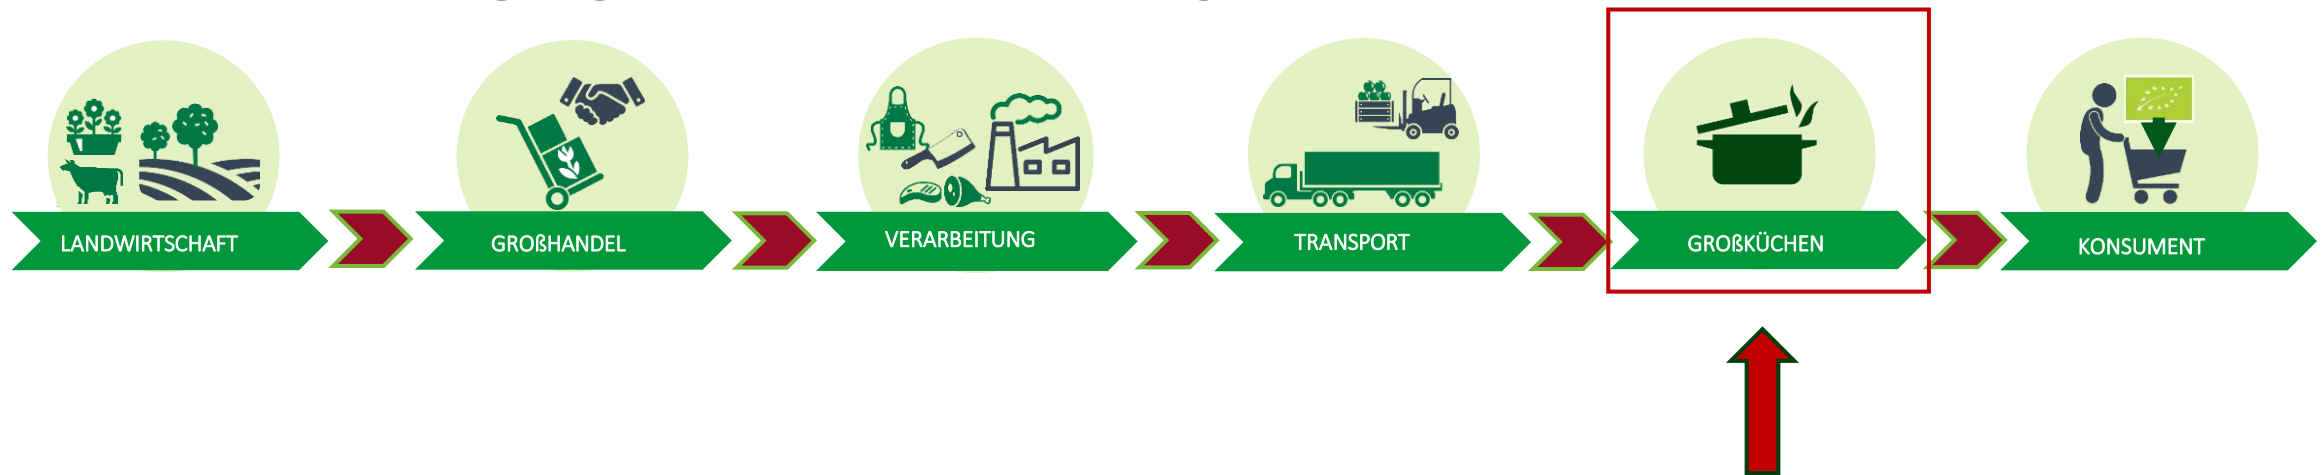 LANDWIRTSCHAFT
GROßHANDEL
VERARBEITUNG
TRANSPORT
GROßKÜCHEN
KONSUMENT